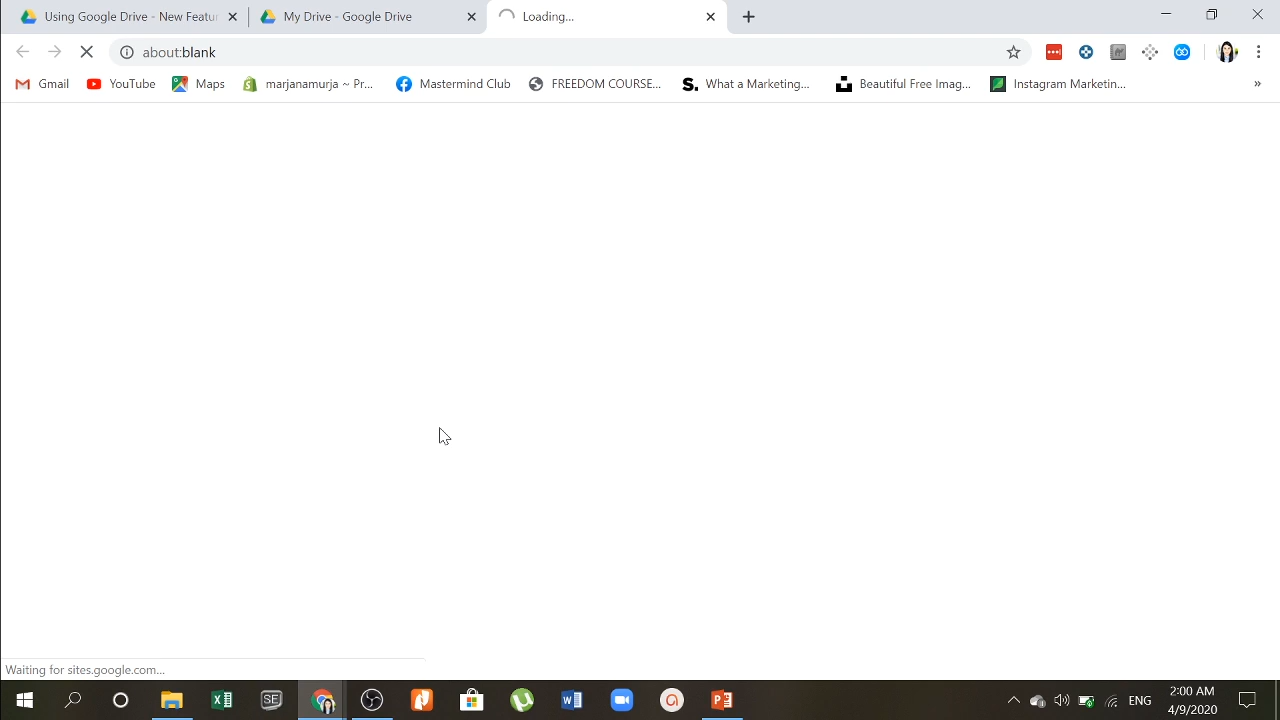 Using Google Drive - New Featur
My Drive - Google Drive
Loading...
about:blank
Gmail
YouTube
Maps
marjanamurja ~ Pr...
Mastermind Club
FREEDOM COURSE...
S. What a Marketing...
Beautiful Free Imag...
Instagram Marketin...
»
Waiting for sites.google.com...
SE
ENG
2:00 AM
4/9/2020